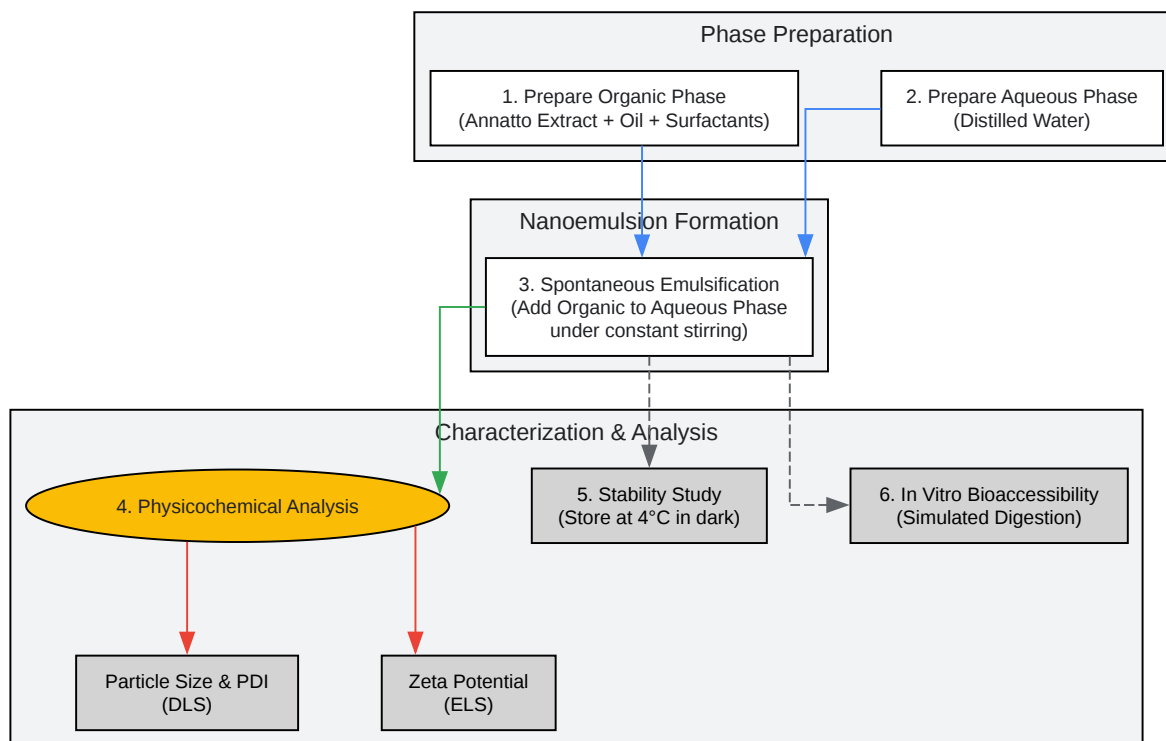 Phase Preparation
1. Prepare Organic Phase
(Annatto Extract + Oil + Surfactants)
2. Prepare Aqueous Phase
(Distilled Water)
Nanoemulsion Formation
3. Spontaneous Emulsification
(Add Organic to Aqueous Phase
under constant stirring)
Characterization & Analysis
4. Physicochemical Analysis
5. Stability Study
(Store at 4°C in dark)
6. In Vitro Bioaccessibility
(Simulated Digestion)
Particle Size & PDI
(DLS)
Zeta Potential
(ELS)